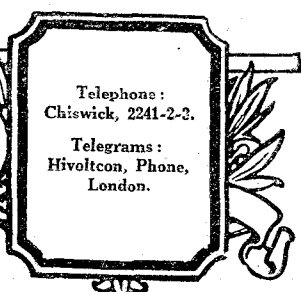 Telephone:
Chiswick, 2241-2-3.
Telegrams:
Hivoltcon, Phone,
London.